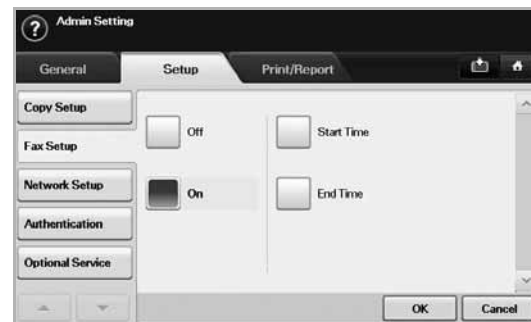 ? Admin Setting
General Setup Print/Report
Copy Setup
Fax Setup
Network Setup
Authentication
Optional Service
Off Start Time
On End Time
OK Cancel